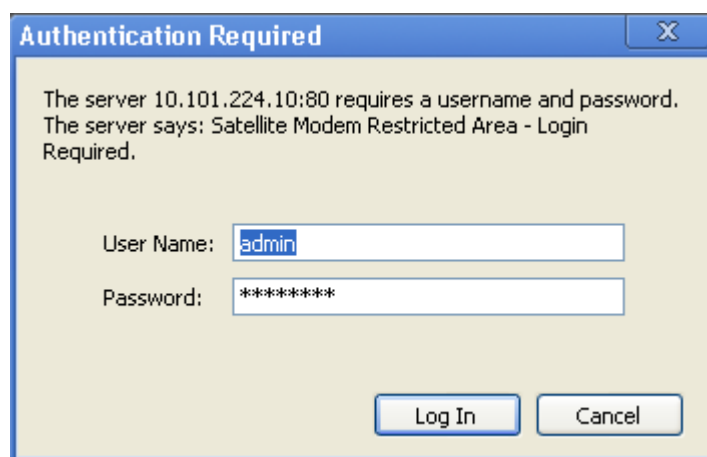 Authentication Required
The server 10.101.224.10:80 requires a username and password.
The server says: Satellite Modem Restricted Area - Login
Required.
User Name: admin
Password: ********
Log In Cancel